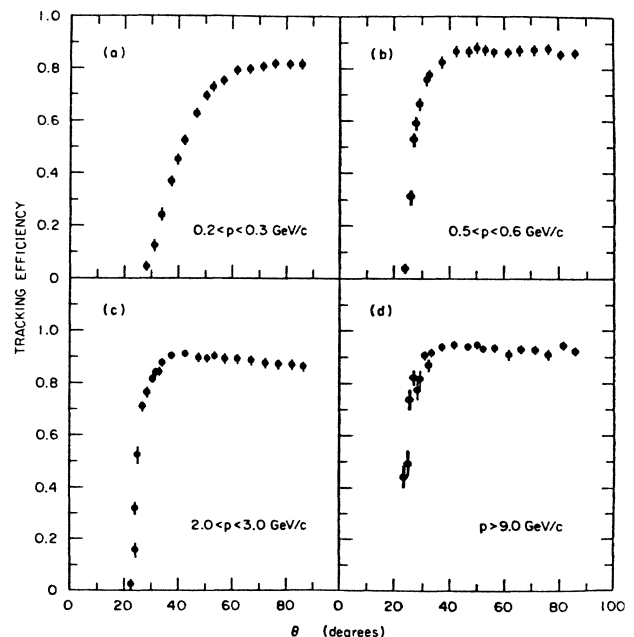 1.0
(a)
(b)
0.8
0.6
0.4
0.2
0.2<p<0.3 GeV/c
0.5<p<0.6 GeV/c
0
TRACKING EFFICIENCY
(c)
(d)
0.8
0.6
0.4
0.2
2.0<p<3.0 GeV/c
p>9.0 GeV/c
0
0 20 40 60 80 0 20 40 60 80 100
θ (degrees)